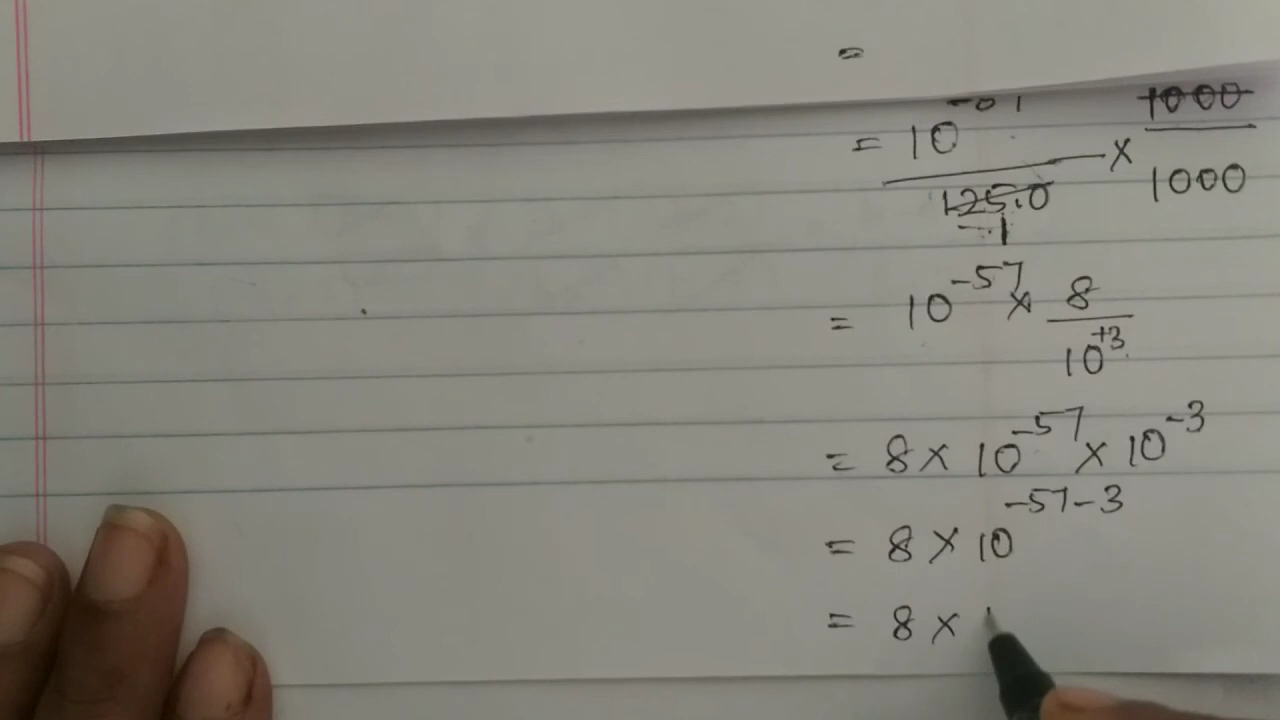 =
= 10 × 1000
125.0 1000
1
= 10^-57 × 8/10^+3
= 8 × 10^-57 × 10^-3
= 8 × 10^-57-3
= 8 ×